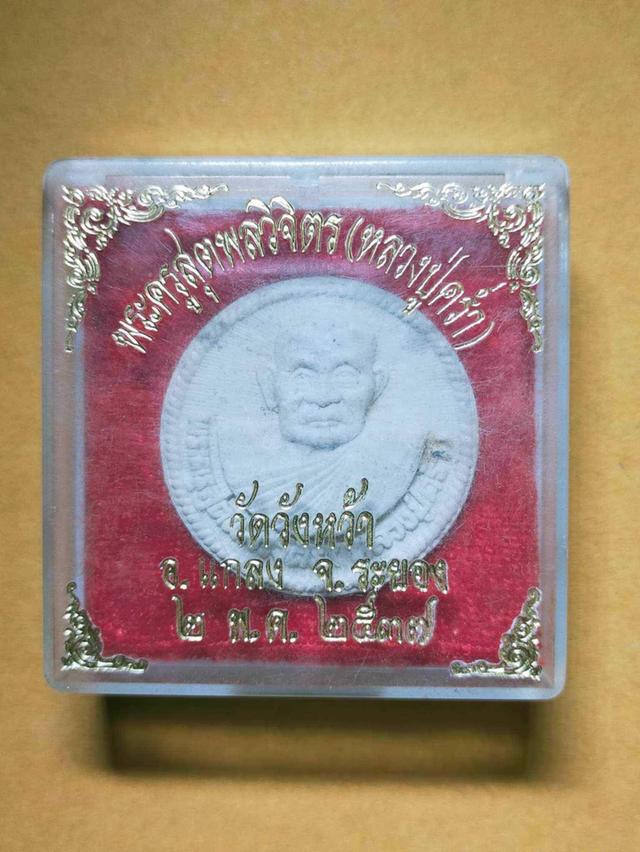 พระครูสุตพลวิจิตร (หลวงปู่คร่ำ)
วัดวังหว้า
อ.แกลง จ.ระยอง
๒ พ.ค. ๒๕๓๗